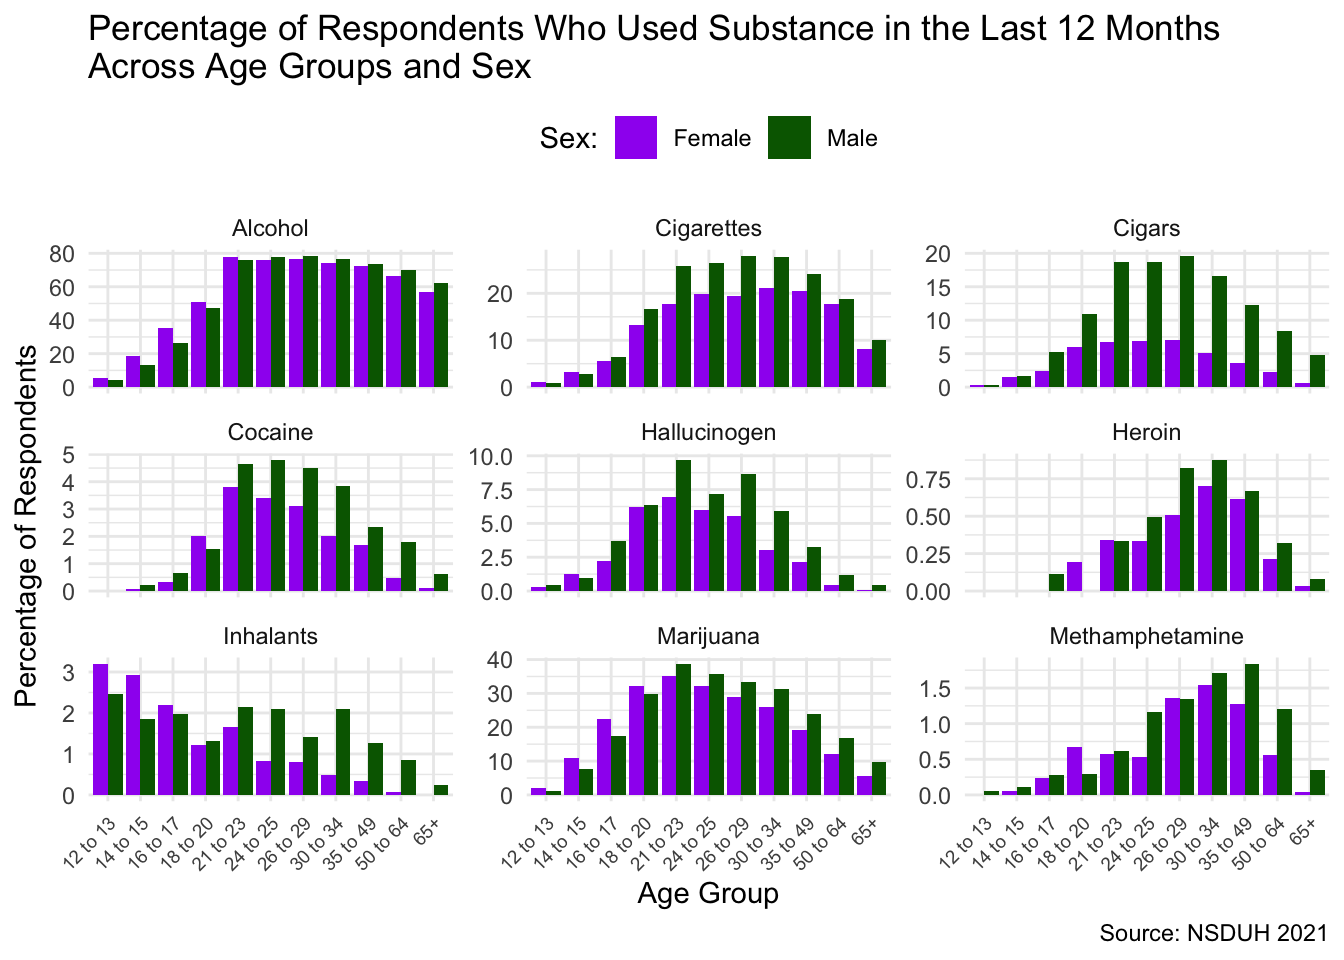 Percentage of Respondents Who Used Substance in the Last 12 Months
Across Age Groups and Sex
Sex: Female Male
Percentage of Respondents
Alcohol
80
60
40
20
0
Cigarettes
20
10
0
Cigars
20
15
10
5
0
Cocaine
5
4
3
2
1
0
Hallucinogen
10.0
7.5
5.0
2.5
0.0
Heroin
0.75
0.50
0.25
0.00
Inhalants
3
2
1
0
Marijuana
40
30
20
10
0
Methamphetamine
1.5
1.0
0.5
0.0
12 to 13 14 to 15 16 to 17 18 to 20 21 to 23 24 to 25 26 to 29 30 to 34 35 to 49 50 to 64 65+
12 to 13 14 to 15 16 to 17 18 to 20 21 to 23 24 to 25 26 to 29 30 to 34 35 to 49 50 to 64 65+
12 to 13 14 to 15 16 to 17 18 to 20 21 to 23 24 to 25 26 to 29 30 to 34 35 to 49 50 to 64 65+
Age Group
Source: NSDUH 2021